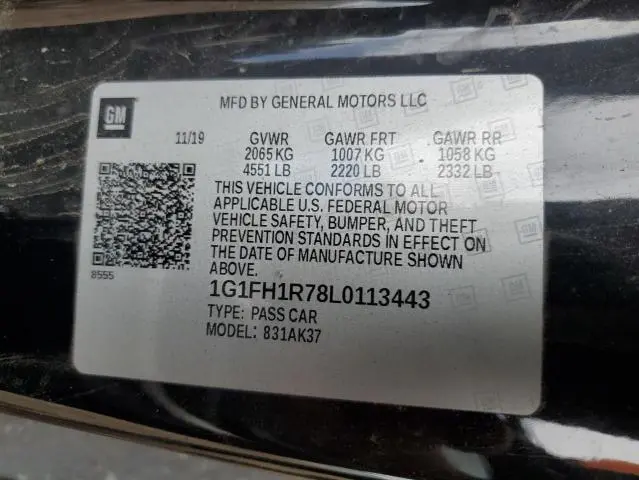 GM
MFD BY GENERAL MOTORS LLC
11/19 GVWR GAWR FRT GAWR RR
2065 KG 1007 KG 1058 KG
4551 LB 2220 LB 2332 LB
THIS VEHICLE CONFORMS TO ALL
APPLICABLE U.S. FEDERAL MOTOR
VEHICLE SAFETY, BUMPER, AND THEFT
PREVENTION STANDARDS IN EFFECT ON
THE DATE OF MANUFACTURE SHOWN
ABOVE.
8555
1G1FH1R78L0113443
TYPE: PASS CAR
MODEL: 831AK37